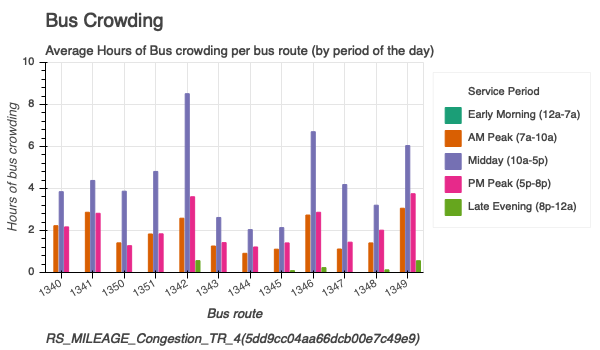 Bus Crowding
Average Hours of Bus crowding per bus route (by period of the day)
10
8
6
4
2
0
Hours of bus crowding
1340
1341
1350
1351
1342
1343
1344
1345
1346
1347
1348
1349
Bus route
Service Period
Early Morning (12a-7a)
AM Peak (7a-10a)
Midday (10a-5p)
PM Peak (5p-8p)
Late Evening (8p-12a)
RS_MILEAGE_Congestion_TR_4(5dd9cc04aa66dcb00e7c49e9)